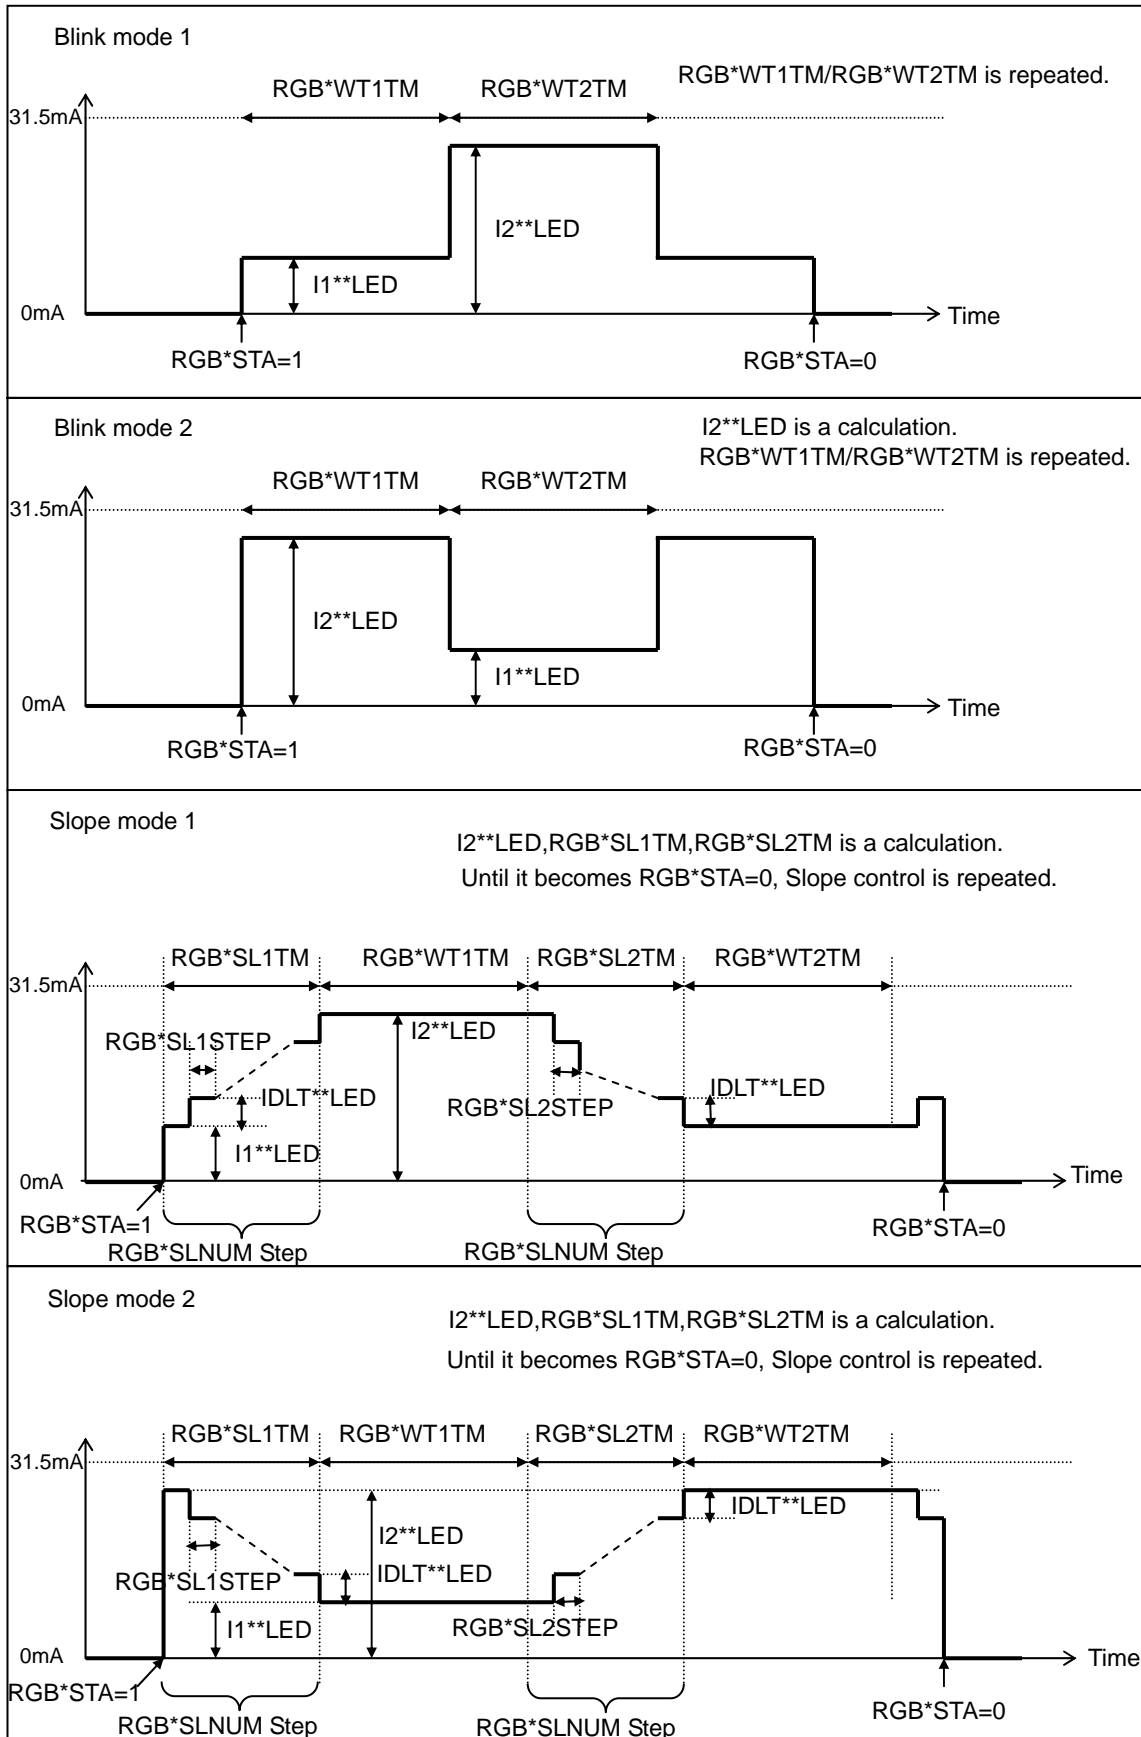 Blink mode 1
RGB*WT1TM/RGB*WT2TM is repeated.
RGB*WT1TM RGB*WT2TM
31.5mA
I2**LED
I1**LED
0mA
Time
RGB*STA=1 RGB*STA=0
Blink mode 2
I2**LED is a calculation.
RGB*WT1TM/RGB*WT2TM is repeated.
RGB*WT1TM RGB*WT2TM
31.5mA
I2**LED
I1**LED
0mA
Time
RGB*STA=1 RGB*STA=0
Slope mode 1
I2**LED,RGB*SL1TM,RGB*SL2TM is a calculation.
Until it becomes RGB*STA=0, Slope control is repeated.
RGB*SL1TM RGB*WT1TM RGB*SL2TM RGB*WT2TM
31.5mA
RGB*SL1STEP
I2**LED
IDLT**LED
RGB*SL2STEP
IDLT**LED
I1**LED
0mA
Time
RGB*STA=1 RGB*STA=0
RGB*SLNUM Step RGB*SLNUM Step
Slope mode 2
I2**LED,RGB*SL1TM,RGB*SL2TM is a calculation.
Until it becomes RGB*STA=0, Slope control is repeated.
RGB*SL1TM RGB*WT1TM RGB*SL2TM RGB*WT2TM
31.5mA
IDLT**LED
I2**LED
IDLT**LED
RGB*SL1STEP
RGB*SL2STEP
I1**LED
0mA
Time
RGB*STA=1 RGB*STA=0
RGB*SLNUM Step RGB*SLNUM Step